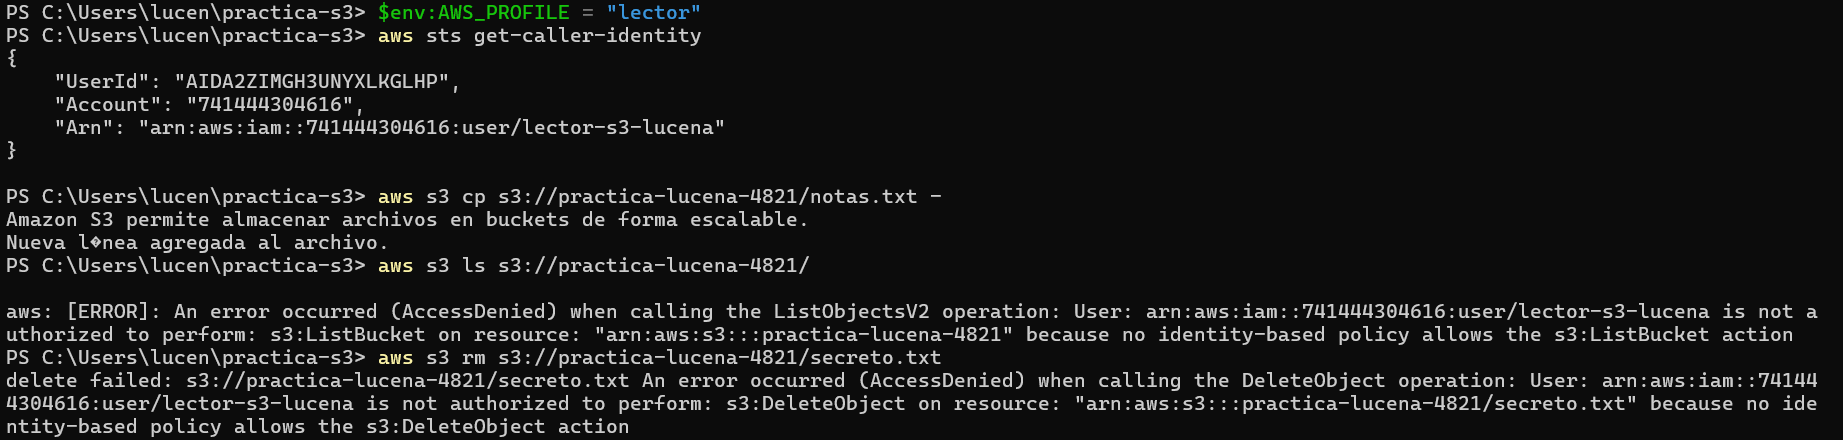 PS C:\Users\lucen\practica-s3> $env:AWS_PROFILE = "lector"
PS C:\Users\lucen\practica-s3> aws sts get-caller-identity
{
    "UserId": "AIDA2ZIMGH3UNYXLKGLHP",
    "Account": "741444304616",
    "Arn": "arn:aws:iam::741444304616:user/lector-s3-lucena"
}

PS C:\Users\lucen\practica-s3> aws s3 cp s3://practica-lucena-4821/notas.txt -
Amazon S3 permite almacenar archivos en buckets de forma escalable.
Nueva l�nea agregada al archivo.
PS C:\Users\lucen\practica-s3> aws s3 ls s3://practica-lucena-4821/

aws: [ERROR]: An error occurred (AccessDenied) when calling the ListObjectsV2 operation: User: arn:aws:iam::741444304616:user/lector-s3-lucena is not a
uthorized to perform: s3:ListBucket on resource: "arn:aws:s3:::practica-lucena-4821" because no identity-based policy allows the s3:ListBucket action
PS C:\Users\lucen\practica-s3> aws s3 rm s3://practica-lucena-4821/secreto.txt
delete failed: s3://practica-lucena-4821/secreto.txt An error occurred (AccessDenied) when calling the DeleteObject operation: User: arn:aws:iam::74144
4304616:user/lector-s3-lucena is not authorized to perform: s3:DeleteObject on resource: "arn:aws:s3:::practica-lucena-4821/secreto.txt" because no ide
ntity-based policy allows the s3:DeleteObject action